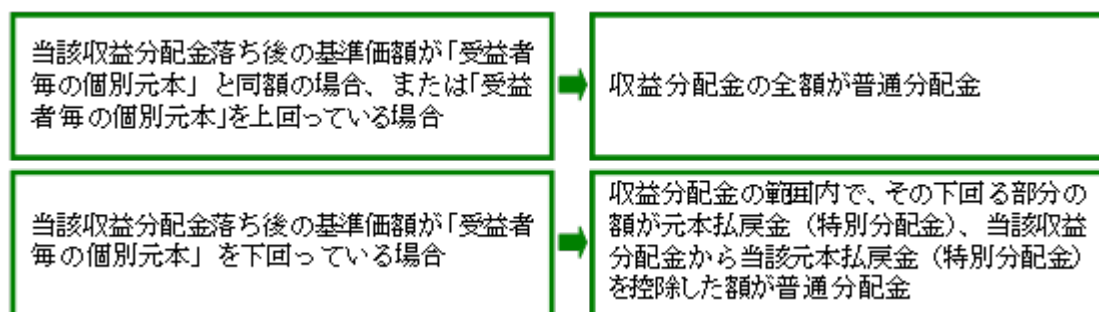 当該収益分配金落ち後の基準価額が「受益者
毎の個別元本」と同額の場合、または「受益
者毎の個別元本」を上回っている場合
収益分配金の全額が普通分配金
当該収益分配金落ち後の基準価額が「受益者
毎の個別元本」を下回っている場合
収益分配金の範囲内で、その下回る部分の
額が元本払戻金（特別分配金）、当該収益
分配金から当該元本払戻金（特別分配金）
を控除した額が普通分配金